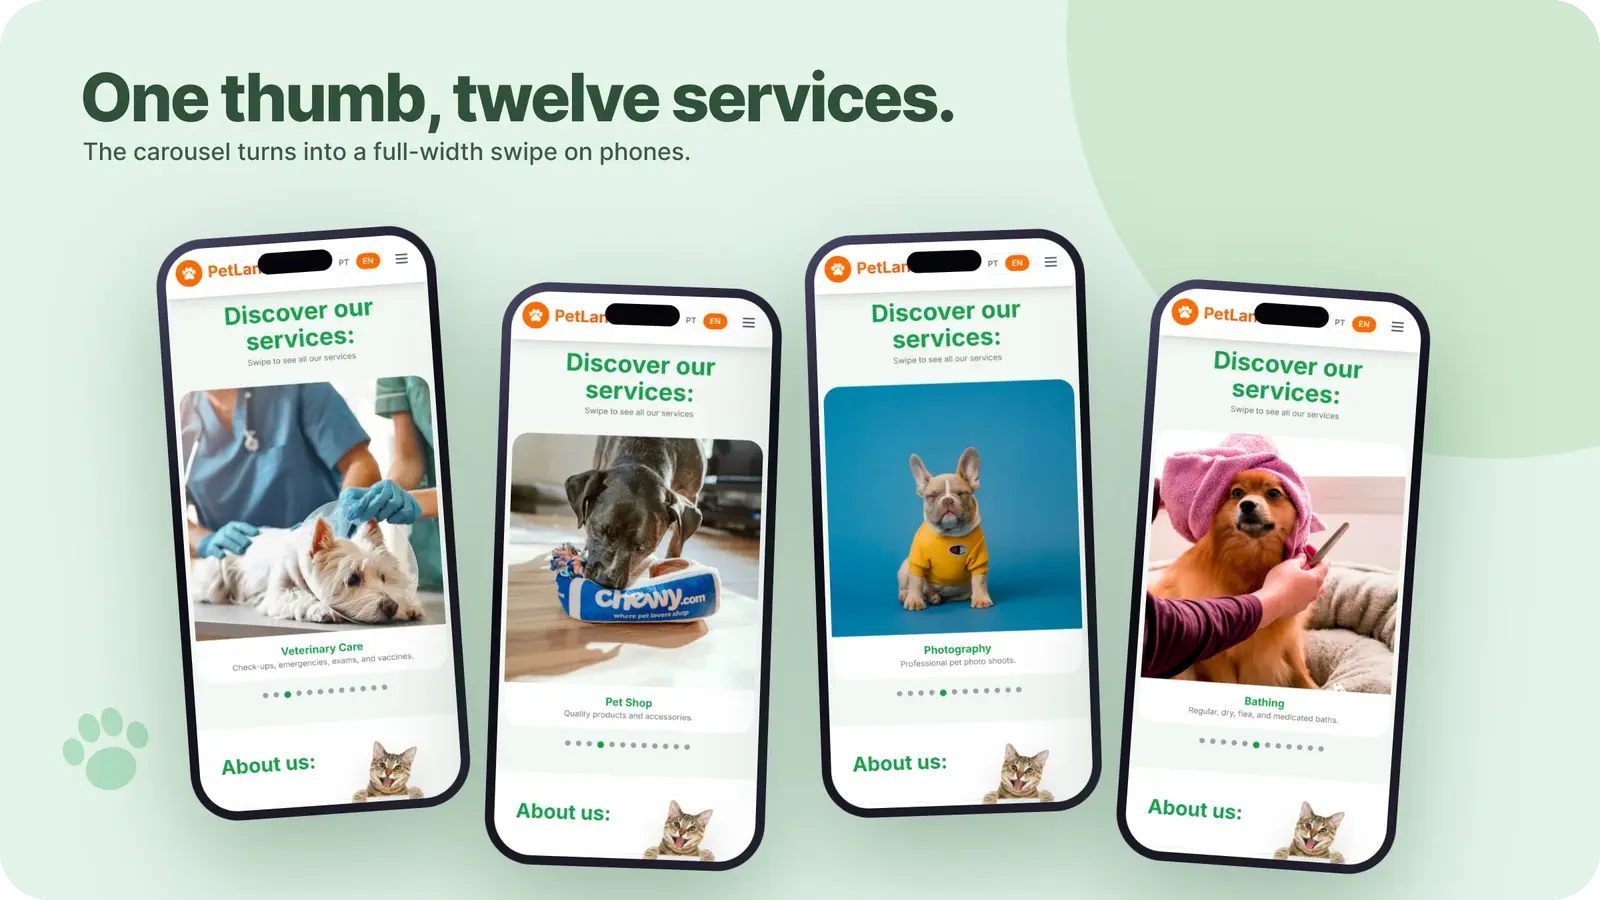 One thumb, twelve services.
The carousel turns into a full-width swipe on phones.
PetLan
PT EN
Discover our
services:
Swipe to see all our services
Veterinary Care
Check-ups, emergencies, exams, and vaccines.
About us:
PetLan
PT EN
Discover our
services:
Swipe to see all our services
chewy.com
where pet lovers shop
Pet Shop
Quality products and accessories.
About us:
PetLan
PT EN
Discover our
services:
Swipe to see all our services
Photography
Professional pet photo shoots.
About us:
PetLan
PT EN
Discover our
services:
Swipe to see all our services
Bathing
Regular, dry, flea, and medicated baths.
About us: